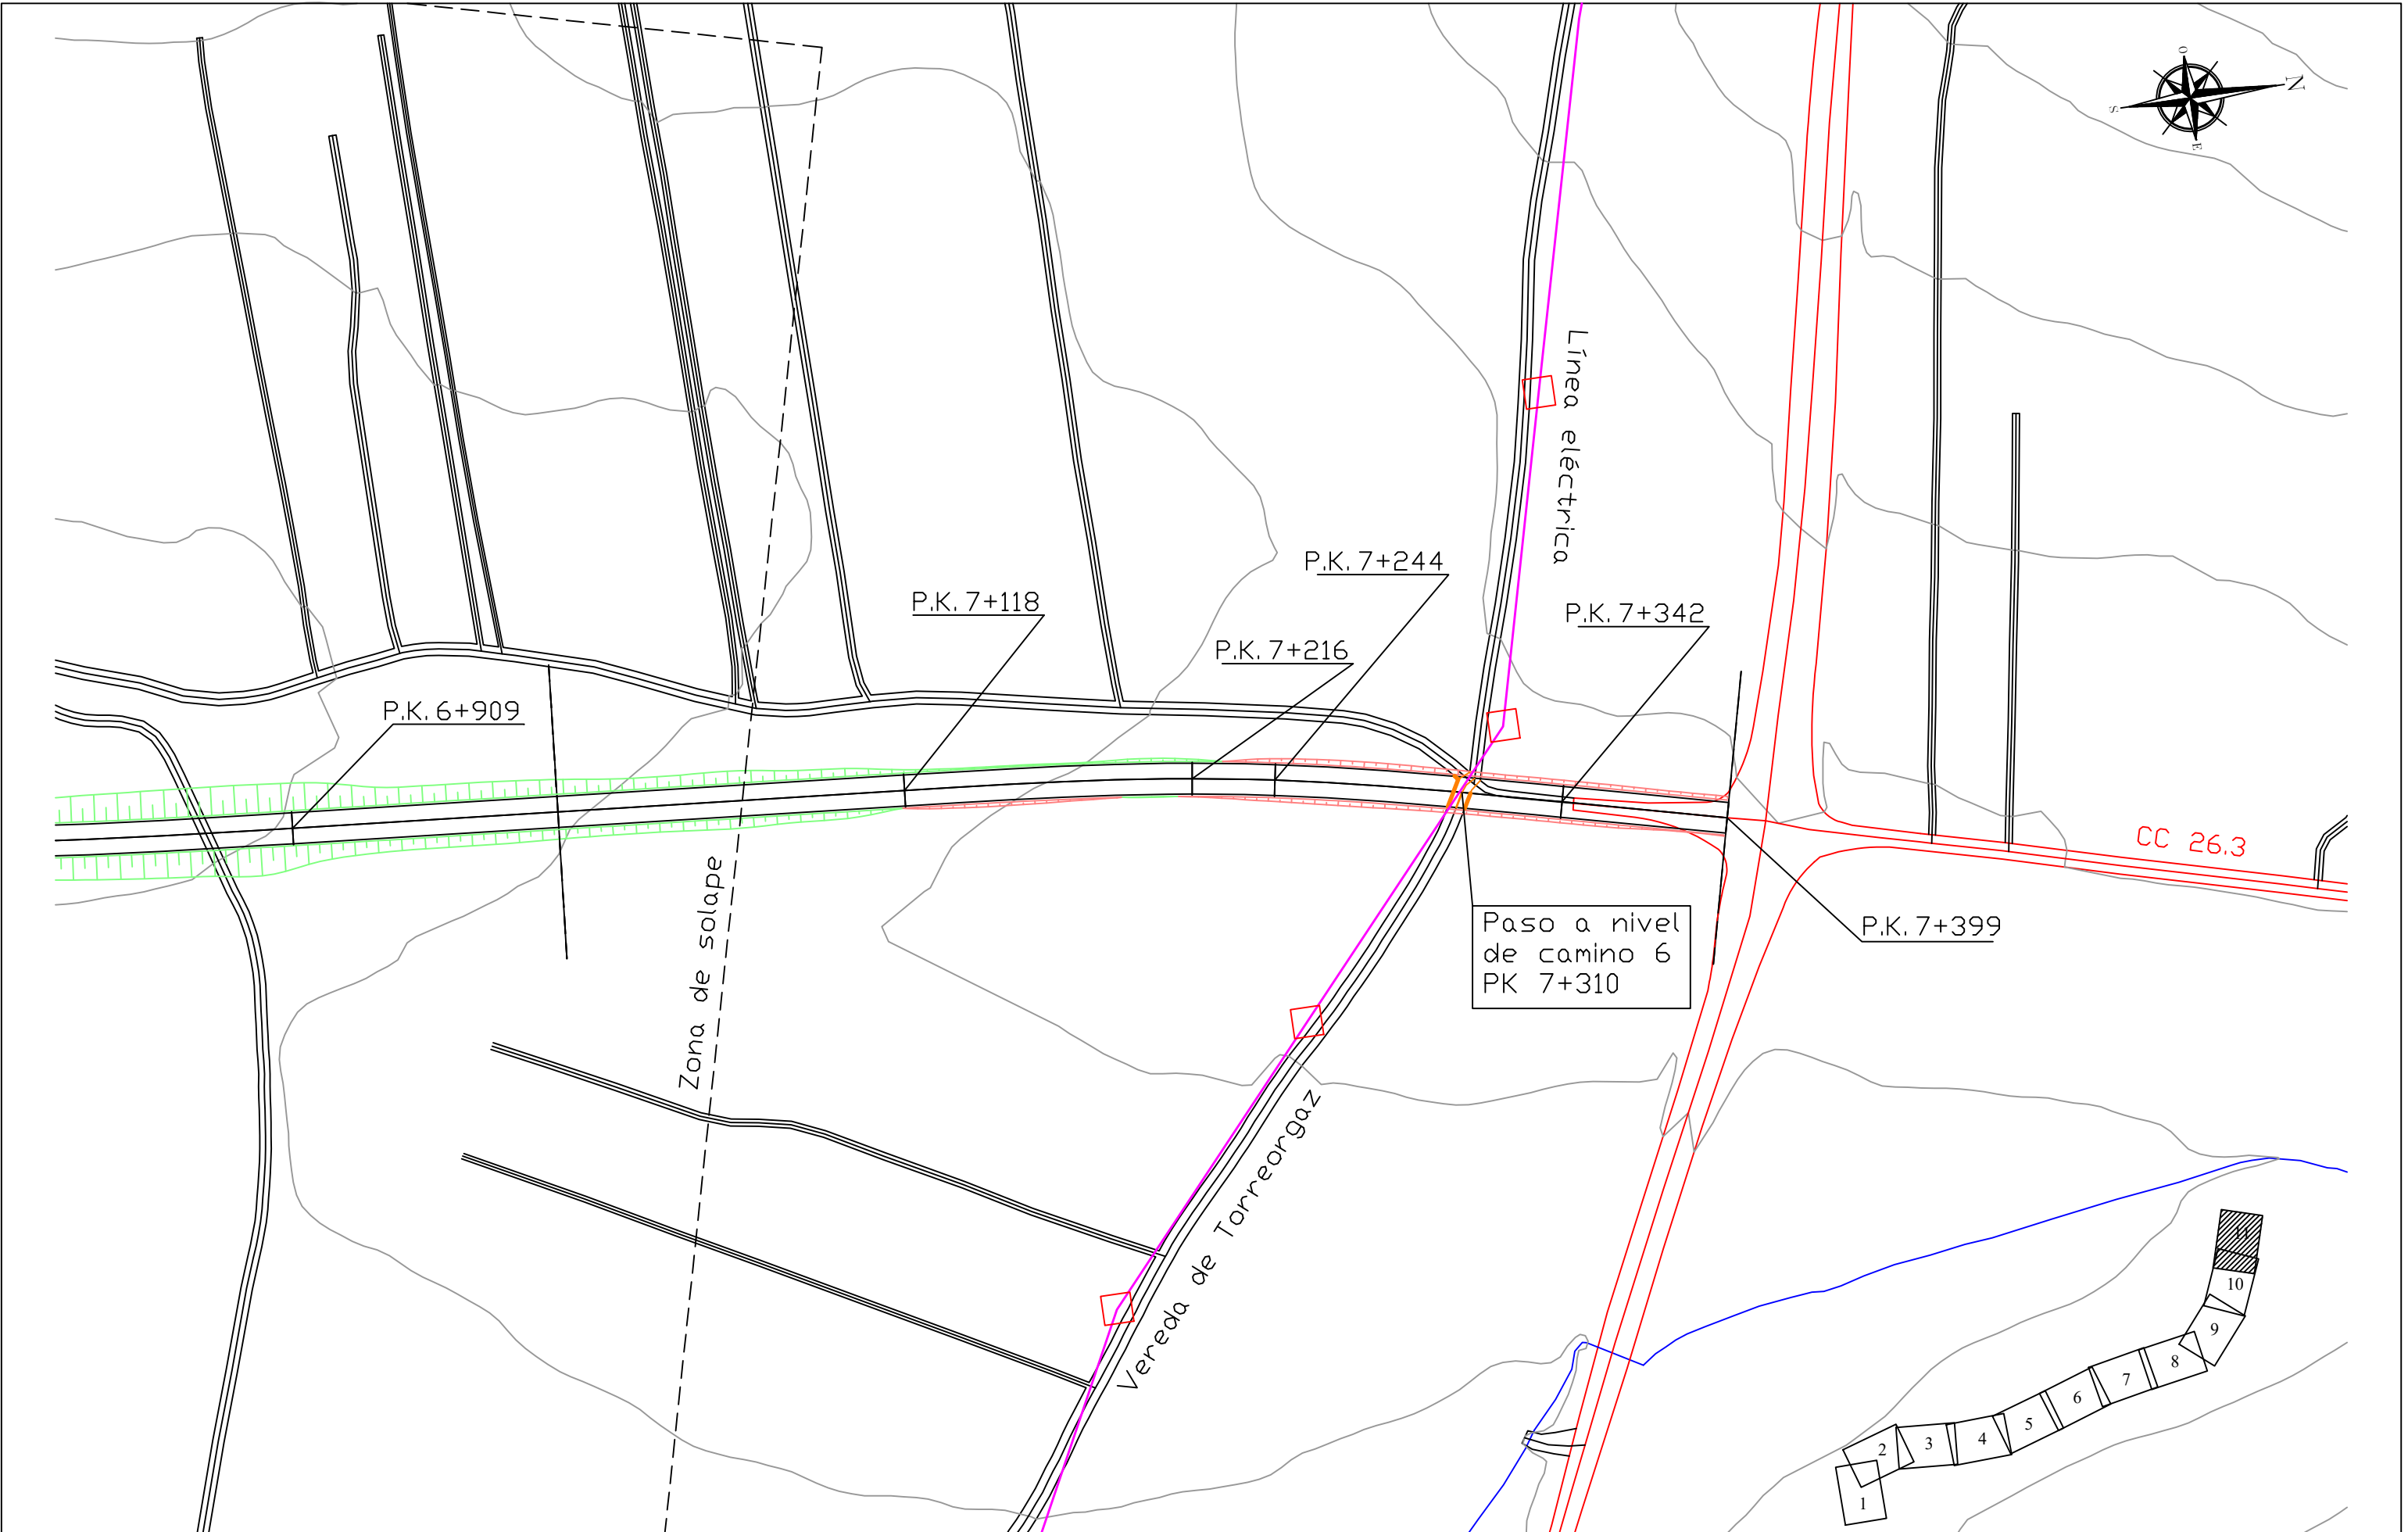 O
N
S
E
Línea eléctrica
P.K. 7+244
P.K. 7+118
P.K. 7+342
P.K. 7+216
P.K. 6+909
CC 26.3
P.K. 7+399
Paso a nivel
de camino 6
PK 7+310
Zona de solape
Vereda de Torreorgaz
11
10
9
8
7
6
5
4
3
2
1